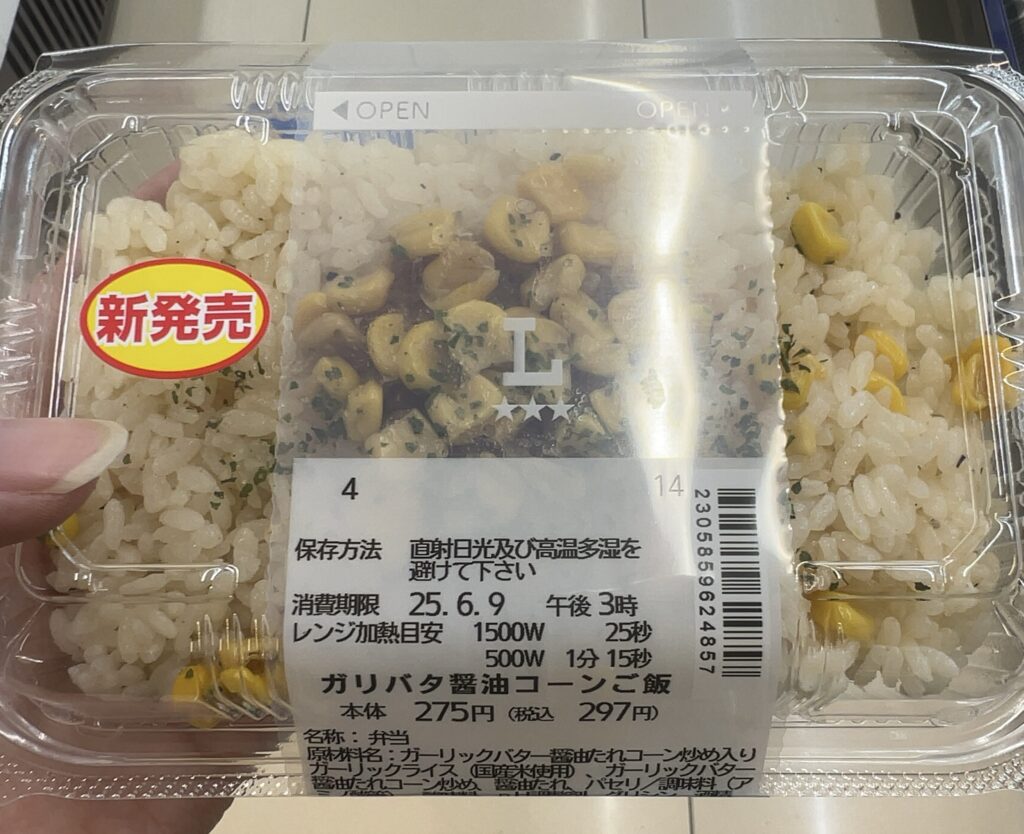 ◀ OPEN OPEN
新発売
L
★★★
4 14
保存方法 直射日光及び高温多湿を
避けて下さい
消費期限 25.6.9 午後 3時
レンジ加熱目安 1500W 25秒
500W 1分 15秒
ガリバタ醤油コーンご飯
本体 275円 (税込 297円)
名称:弁当
原材料名:ガーリックバター醤油たれコーン炒め入り
ガーリックライス(国産米使用)、ガーリックバター
醤油たれコーン炒め、醤油たれ、パセリ/調味料(ア
2305859624857